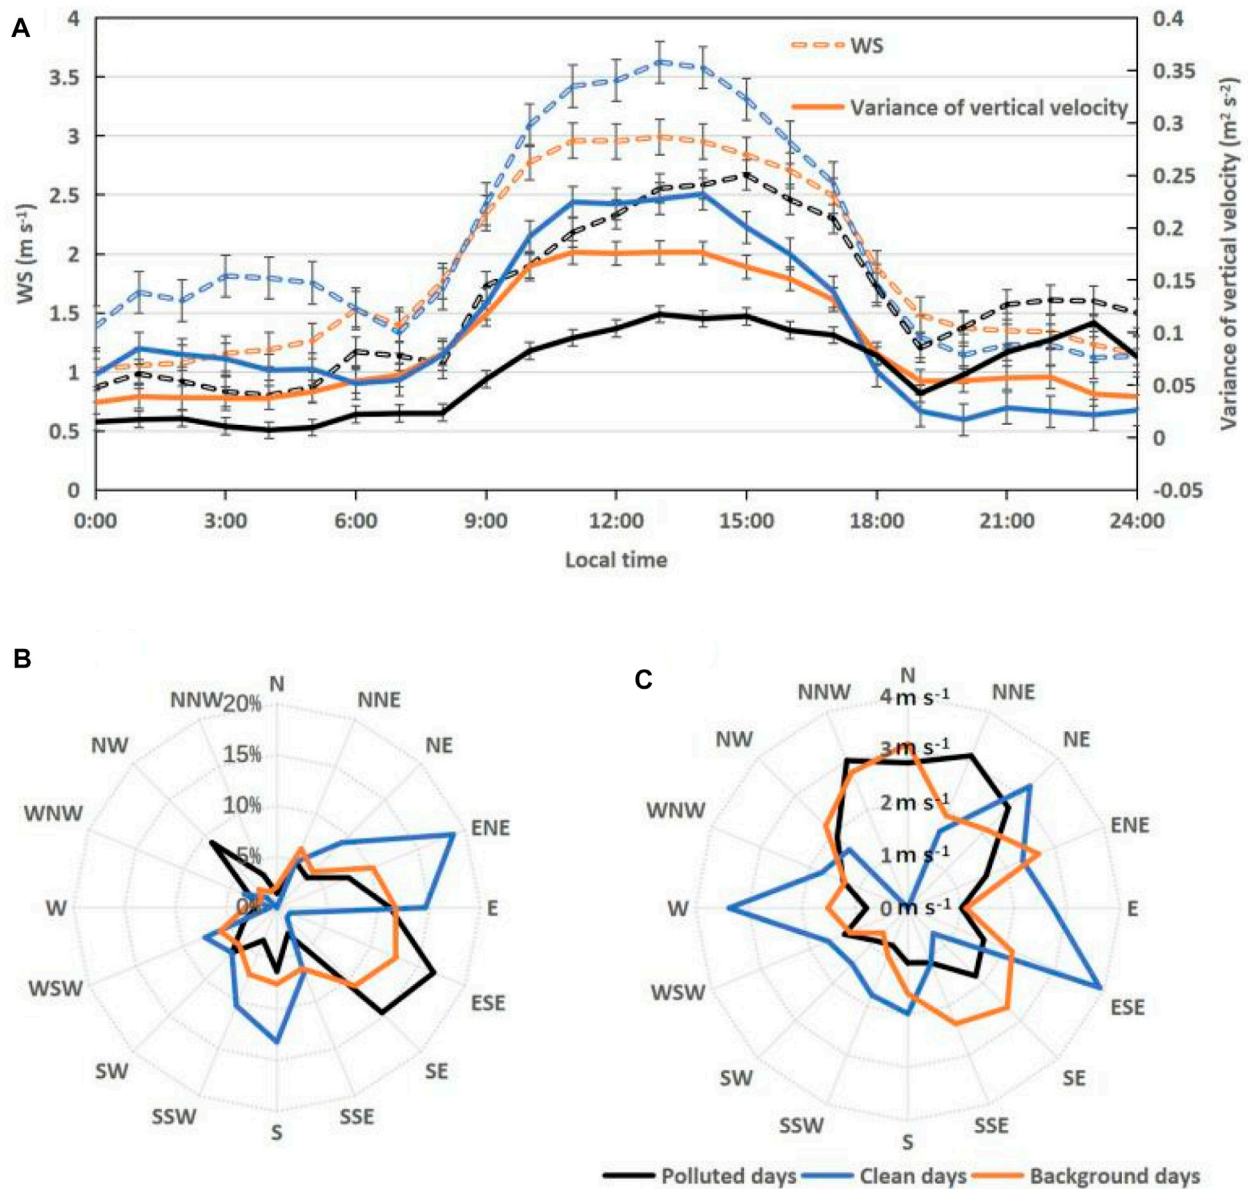 A
4
3.5
3
2.5
2
1.5
1
0.5
0
WS (m s-1)
WS
Variance of vertical velocity
0.4
0.35
0.3
0.25
0.2
0.15
0.1
0.05
0
-0.05
Variance of vertical velocity (m2 s-2)
0:00 3:00 6:00 9:00 12:00 15:00 18:00 21:00 24:00
Local time
B
N
NNE
NE
ENE
E
ESE
SE
SSE
S
SSW
SW
WSW
W
WNW
NW
NNW
20%
15%
10%
5%
0%
C
N
NNE
NE
ENE
E
ESE
SE
SSE
S
SSW
SW
WSW
W
WNW
NW
NNW
4 m s-1
3 m s-1
2 m s-1
1 m s-1
0 m s-1
Polluted days Clean days Background days